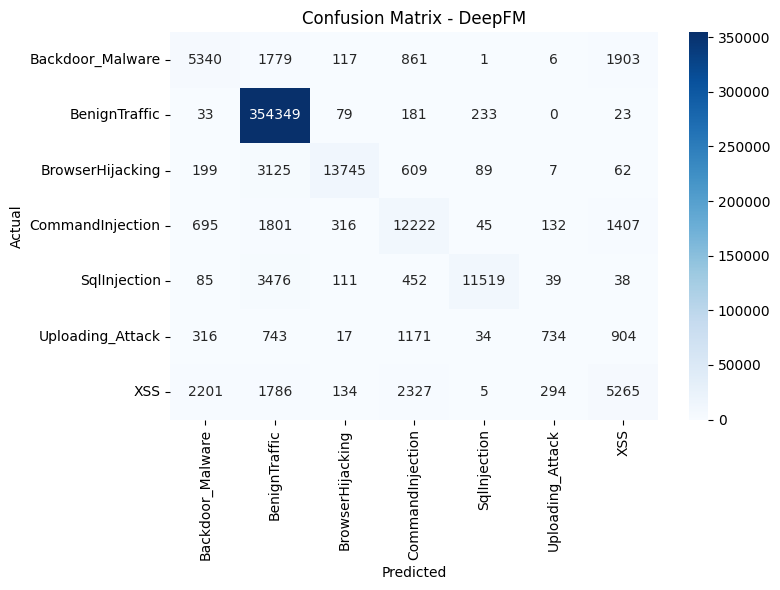 Confusion Matrix - DeepFM
Actual
Backdoor_Malware 5340 1779 117 861 1 6 1903
BenignTraffic 33 354349 79 181 233 0 23
BrowserHijacking 199 3125 13745 609 89 7 62
CommandInjection 695 1801 316 12222 45 132 1407
SqlInjection 85 3476 111 452 11519 39 38
Uploading_Attack 316 743 17 1171 34 734 904
XSS 2201 1786 134 2327 5 294 5265
Backdoor_Malware
BenignTraffic
BrowserHijacking
CommandInjection
SqlInjection
Uploading_Attack
XSS
Predicted
350000
300000
250000
200000
150000
100000
50000
0